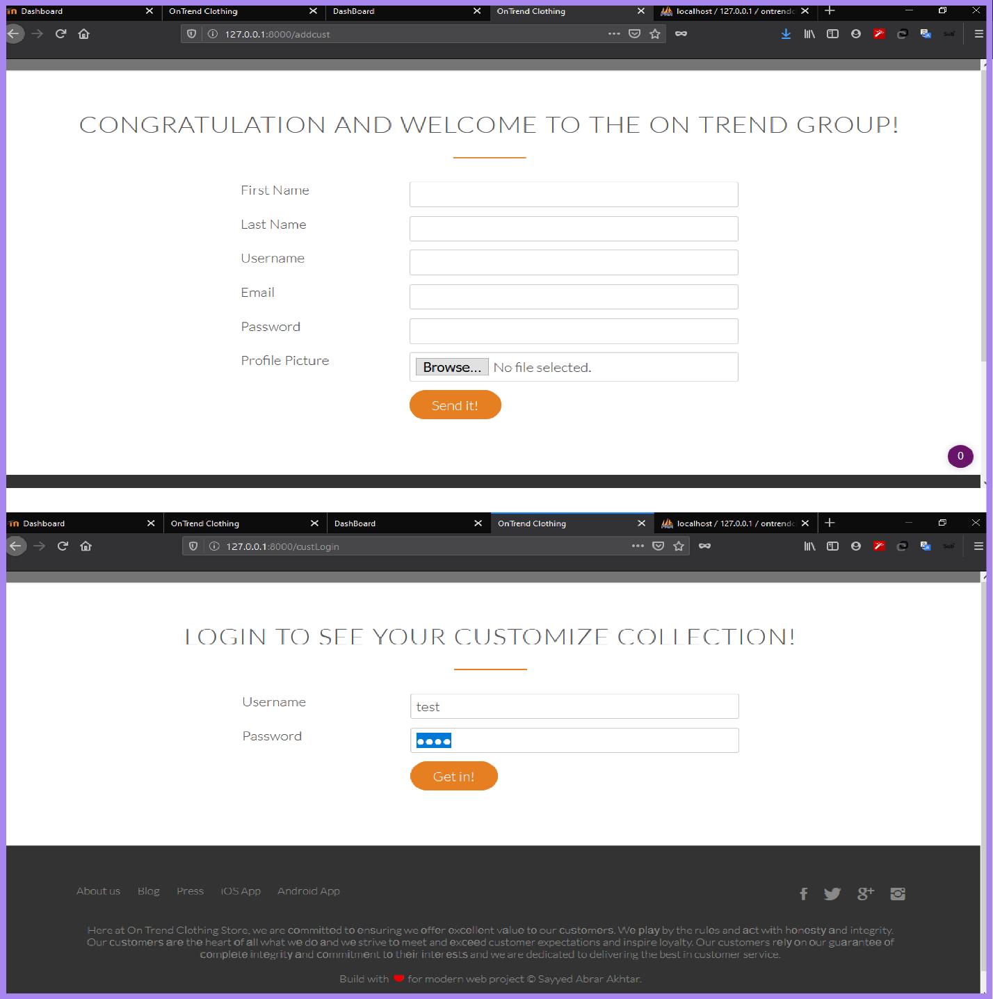 Dashboard OnTrend Clothing DashBoard OnTrend Clothing localhost / 127.0.0.1 / ontrendcl
127.0.0.1:8000/addcust
CONGRATULATION AND WELCOME TO THE ON TREND GROUP!
First Name
Last Name
Username
Email
Password
Profile Picture Browse... No file selected.
Send it!
0
Dashboard OnTrend Clothing DashBoard OnTrend Clothing localhost / 127.0.0.1 / ontrendcl
127.0.0.1:8000/custLogin
LOGIN TO SEE YOUR CUSTOMIZE COLLECTION!
Username test
Password ••••
Get in!
About us Blog Press iOS App Android App
Here at On Trend Clothing Store, we are committed to ensuring we offer excellent value to our customers. We play by the rules and act with honesty and integrity.
Our customers are the heart of all what we do and we strive to meet and exceed customer expectations and inspire loyalty. Our customers rely on our guarantee of
complete integrity and commitment to their interests and we are dedicated to delivering the best in customer service.
Build with ❤ for modern web project © Sayyed Abrar Akhtar.